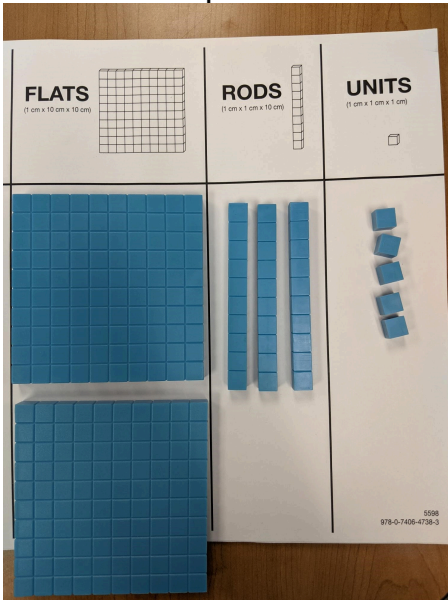 FLATS
(1 cm x 10 cm x 10 cm)
RODS
(1 cm x 1 cm x 10 cm)
UNITS
(1 cm x 1 cm x 1 cm)
5598
978-0-7406-4738-3